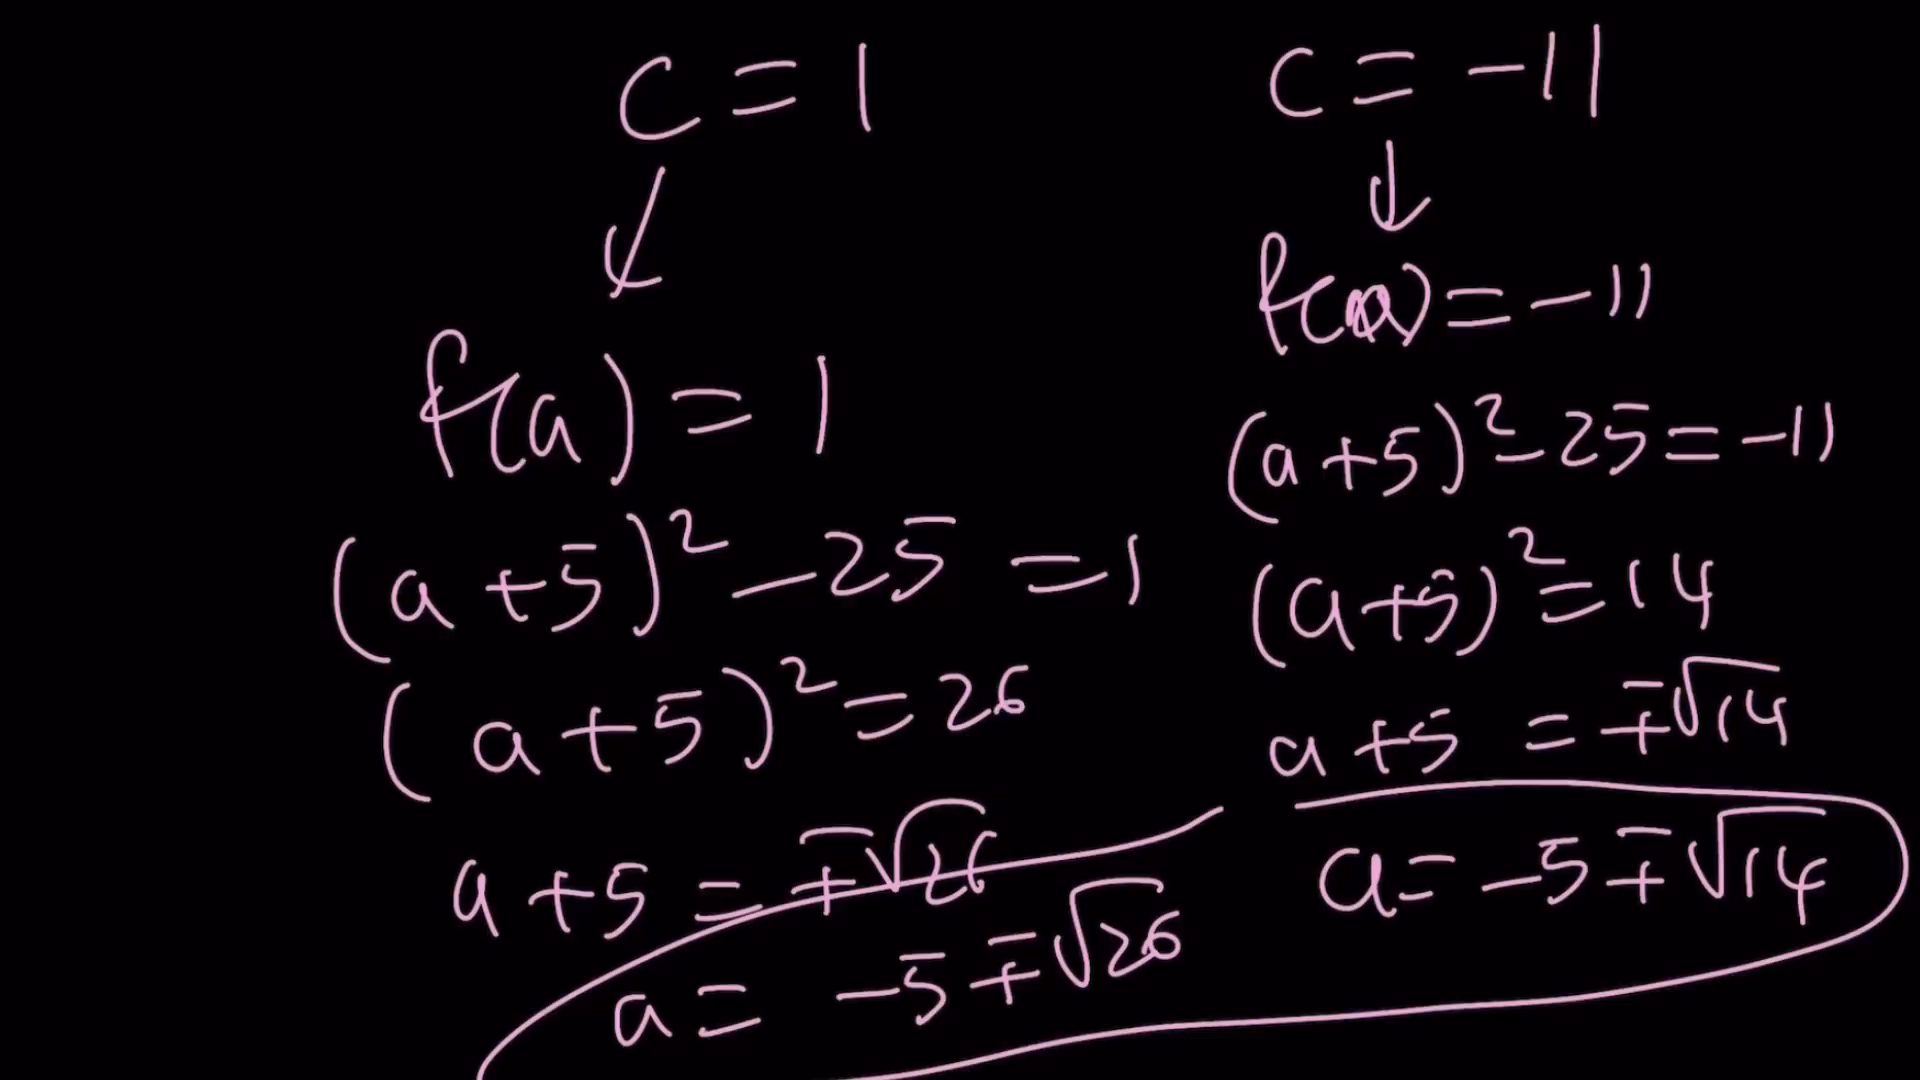 c = 1
f(a) = 1
(a+5)² - 25 = 1
(a+5)² = 26
a+5 = ∓√26
a = -5∓√26
c = -11
f(a) = -11
(a+5)² - 25 = -11
(a+5)² = 14
a+5 = ∓√14
a = -5∓√14